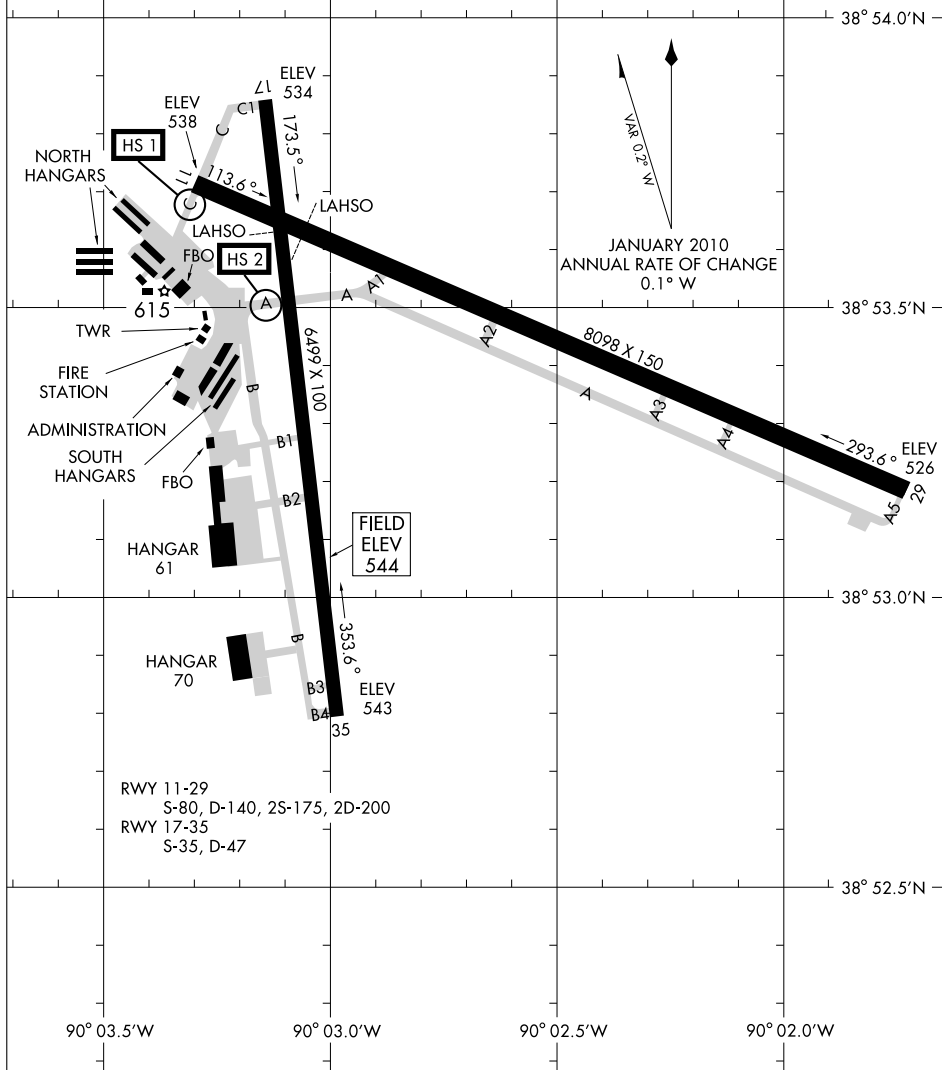 38° 54.0'N
ELEV
534
17
C1
ELEV
538
C
173.5°
HS 1
VAR 0.2° W
NORTH
HANGARS
11
113.6°
C
LAHSO
LAHSO
JANUARY 2010
ANNUAL RATE OF CHANGE
0.1° W
FBO
HS 2
A
A
A1
615
38° 53.5'N
TWR
A2
8098 X 150
6499 X 100
FIRE
STATION
B
A
A3
ADMINISTRATION
A4
SOUTH
HANGARS
B1
293.6°
ELEV
526
29
FBO
B2
A5
FIELD
ELEV
544
HANGAR
61
38° 53.0'N
353.6°
B
HANGAR
70
B3
ELEV
543
B4
35
RWY 11-29
S-80, D-140, 2S-175, 2D-200
RWY 17-35
S-35, D-47
38° 52.5'N
90° 03.5'W
90° 03.0'W
90° 02.5'W
90° 02.0'W